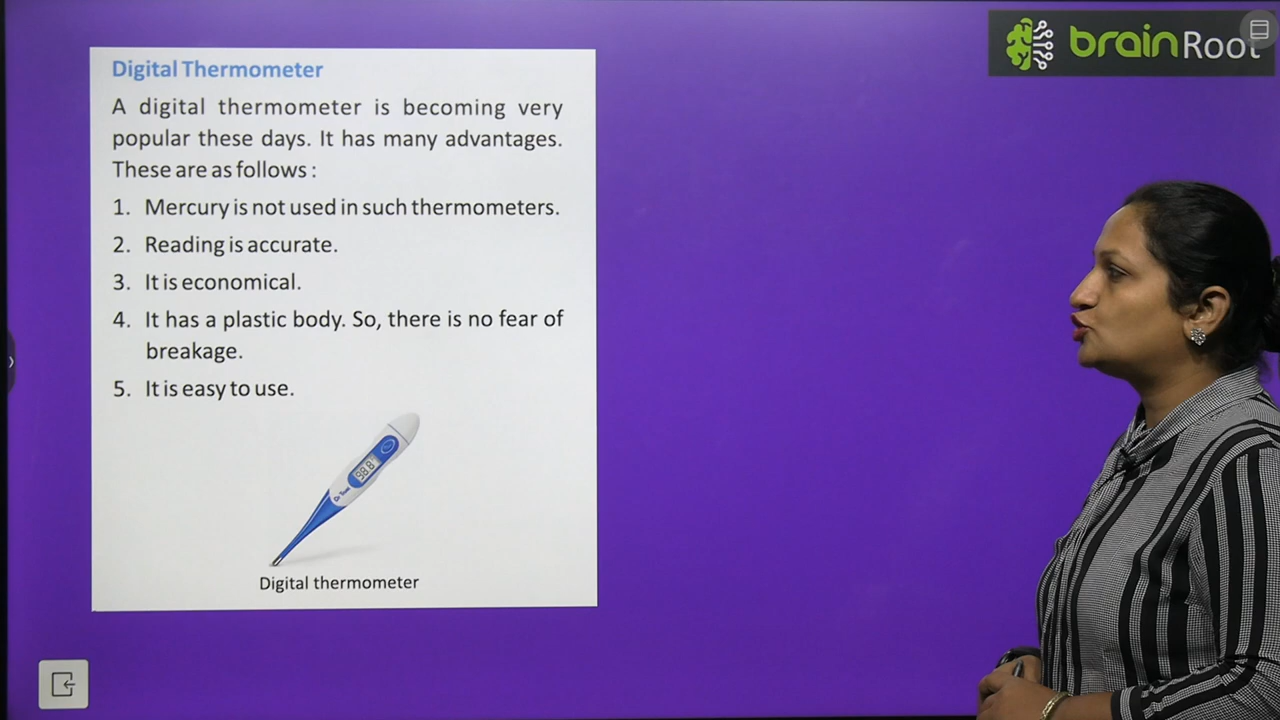 brainRoot
Digital Thermometer
A digital thermometer is becoming very
popular these days. It has many advantages.
These are as follows :
1. Mercury is not used in such thermometers.
2. Reading is accurate.
3. It is economical.
4. It has a plastic body. So, there is no fear of
breakage.
5. It is easy to use.
98.8
Digital thermometer